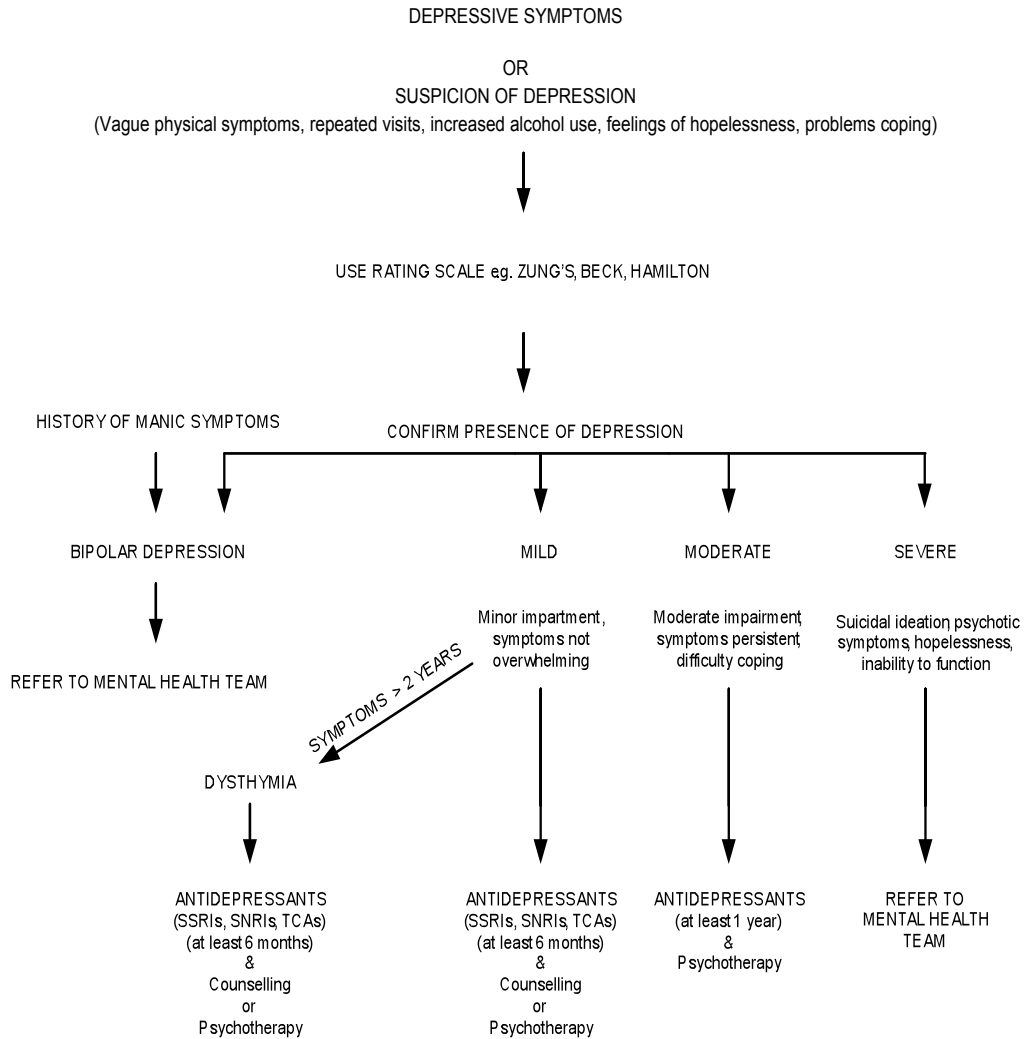 DEPRESSIVE SYMPTOMS
OR
SUSPICION OF DEPRESSION
(Vague physical symptoms, repeated visits, increased alcohol use, feelings of hopelessness, problems coping)
USE RATING SCALE eg. ZUNG'S, BECK, HAMILTON
HISTORY OF MANIC SYMPTOMS
CONFIRM PRESENCE OF DEPRESSION
BIPOLAR DEPRESSION
REFER TO MENTAL HEALTH TEAM
MILD
Minor impartment,
symptoms not
overwhelming
MODERATE
Moderate impairment,
symptoms persistent,
difficulty coping
SEVERE
Suicidal ideation, psychotic
symptoms, hopelessness,
inability to function
SYMPTOMS > 2 YEARS
DYSTHYMIA
ANTIDEPRESSANTS
(SSRIs, SNRIs, TCAs)
(at least 6 months)
&
Counselling
or
Psychotherapy
ANTIDEPRESSANTS
(SSRIs, SNRIs, TCAs)
(at least 6 months)
&
Counselling
or
Psychotherapy
ANTIDEPRESSANTS
(at least 1 year)
&
Psychotherapy
REFER TO
MENTAL HEALTH
TEAM